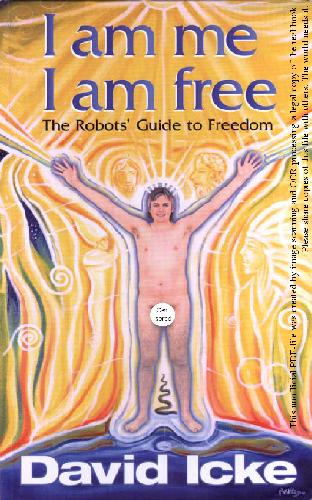 I am me
I am free
The Robots' Guide to Freedom
This unofficial PDF-file was created by image scanning and OCR processing a legal copy of the real book
Please share copies of this file with others. The world needs it.
David Icke